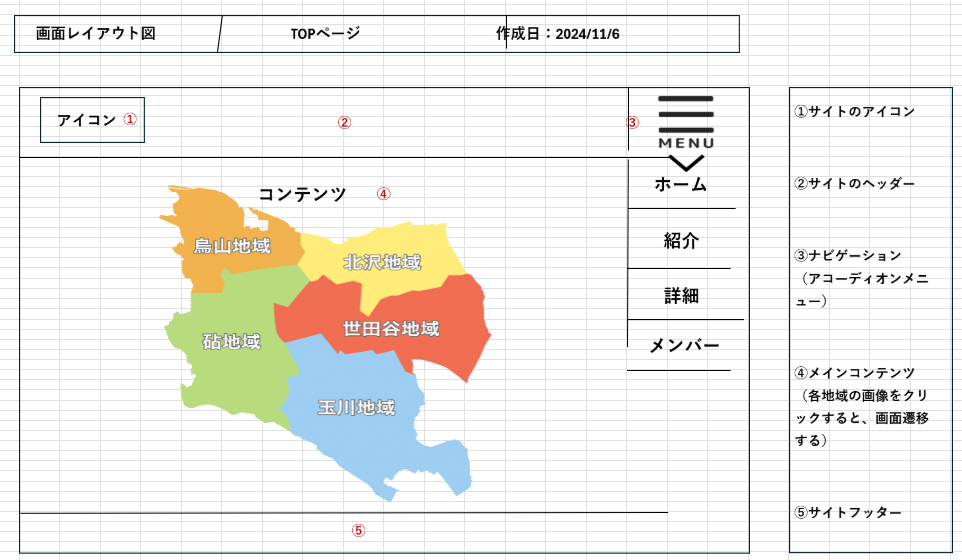 画面レイアウト図
TOPページ
作成日：2024/11/6
アイコン ①
②
③
MENU
ホーム
紹介
詳細
メンバー
コンテンツ ④
烏山地域
北沢地域
世田谷地域
砧地域
玉川地域
⑤
①サイトのアイコン
②サイトのヘッダー
③ナビゲーション
（アコーディオンメニ
ュー）
④メインコンテンツ
（各地域の画像をクリ
ックすると、画面遷移
する）
⑤サイトフッター